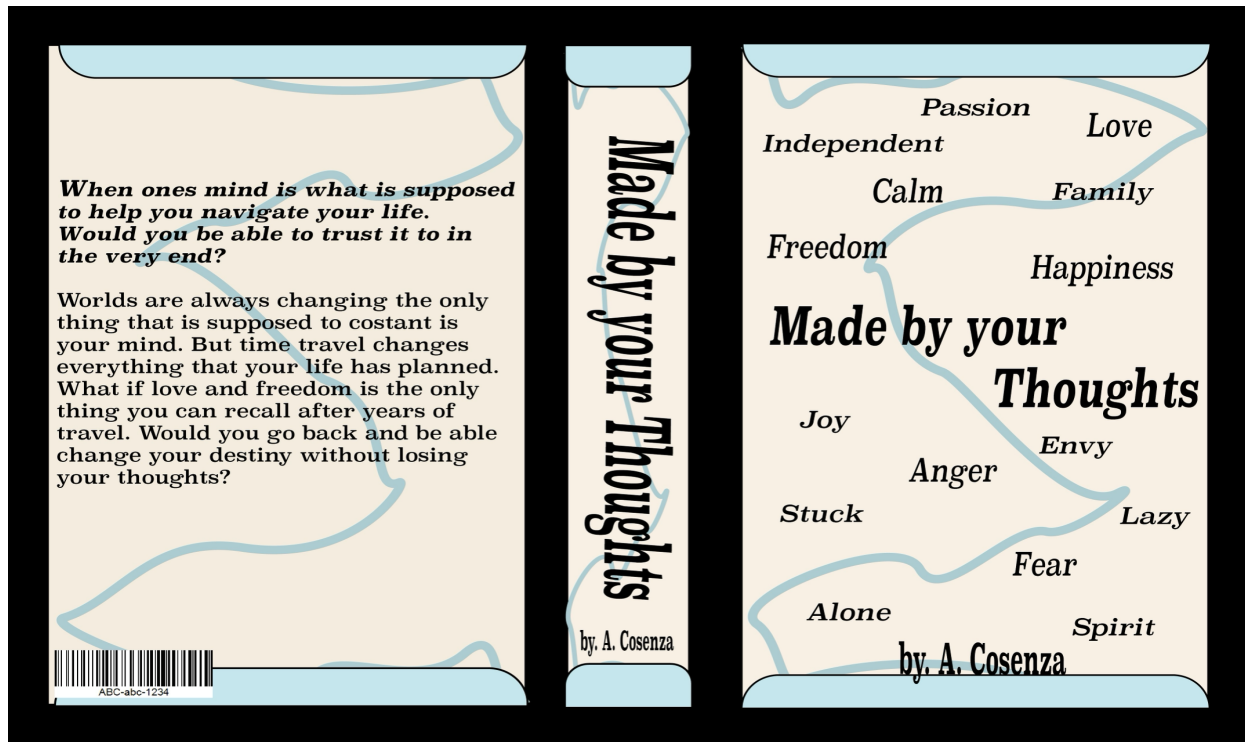 When ones mind is what is supposed
to help you navigate your life.
Would you be able to trust it to in
the very end?
Worlds are always changing the only
thing that is supposed to costant is
your mind. But time travel changes
everything that your life has planned.
What if love and freedom is the only
thing you can recall after years of
travel. Would you go back and be able
change your destiny without losing
your thoughts?
ABC-abc-1234
Made by your Thoughts
by. A. Cosenza
Passion
Love
Independent
Calm
Family
Freedom
Happiness
Made by your
Thoughts
Joy
Envy
Anger
Stuck
Lazy
Fear
Alone
Spirit
by. A. Cosenza